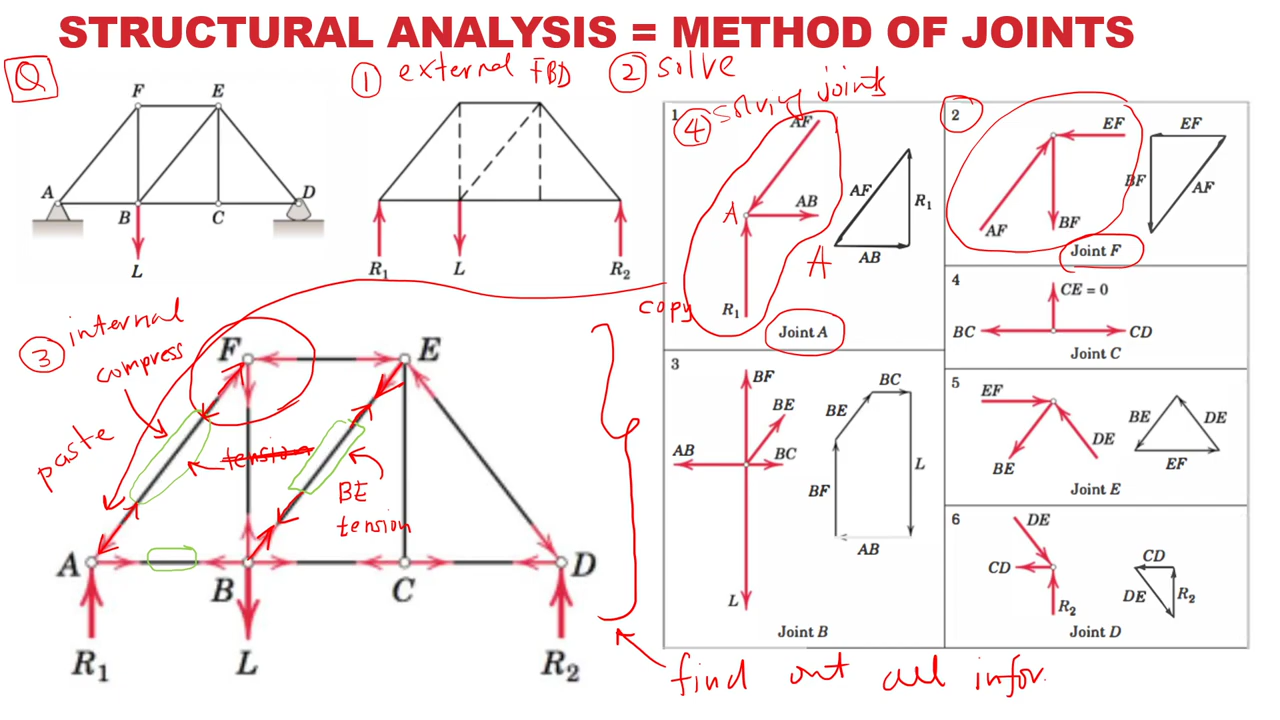 STRUCTURAL ANALYSIS = METHOD OF JOINTS
Q
① external FBD
② solve
F E
A B C D
L
R1 L R2
1
④ solving joints
AF
A
AB
R1
Joint A
AF
R1
A
AB
2
EF
AF
BF
Joint F
EF
BF
AF
copy
③ internal
compress
paste
tension
BE
tension
F E
A B C D
R1 L R2
3
BF
BE
AB
BC
L
BC
BE
BF
L
AB
Joint B
4
CE = 0
BC CD
Joint C
5
EF
BE
DE
BE
DE
EF
Joint E
6
DE
CD
R2
CD
DE
R2
Joint D
find out all infor.